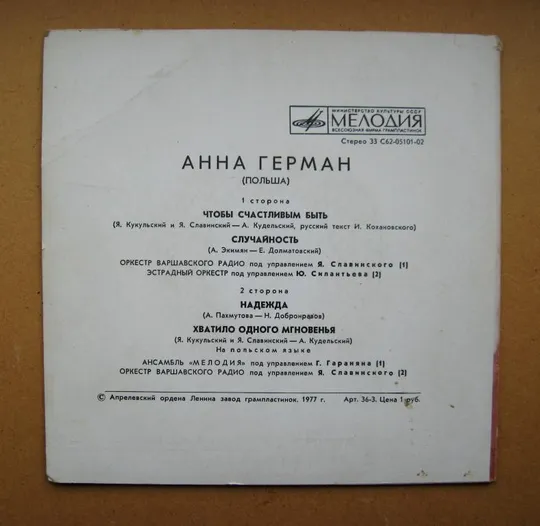 МИНИСТЕРСТВО КУЛЬТУРЫ СССР
МЕЛОДИЯ
ВСЕСОЮЗНАЯ ФИРМА ГРАМПЛАСТИНОК
Стерео 33 С62-05101-02
АННА ГЕРМАН
(ПОЛЬША)
1 сторона
ЧТОБЫ СЧАСТЛИВЫМ БЫТЬ
(Я. Кукульский и Я. Славинский — А. Кудельский, русский текст И. Кохановского)
СЛУЧАЙНОСТЬ
(А. Экимян — Е. Долматовский)
ОРКЕСТР ВАРШАВСКОГО РАДИО под управлением Я. Славинского (1)
ЭСТРАДНЫЙ ОРКЕСТР под управлением Ю. Силантьева (2)
2 сторона
НАДЕЖДА
(А. Пахмутова — Н. Добронравов)
ХВАТИЛО ОДНОГО МГНОВЕНЬЯ
(Я. Кукульский и Я. Славинский — А. Кудельский)
На польском языке
АНСАМБЛЬ «МЕЛОДИЯ» под управлением Г. Гараняна (1)
ОРКЕСТР ВАРШАВСКОГО РАДИО под управлением Я. Славинского (2)
© Апрелевский ордена Ленина завод грампластинок, 1977 г. Арт. 36-3. Цена 1 руб.